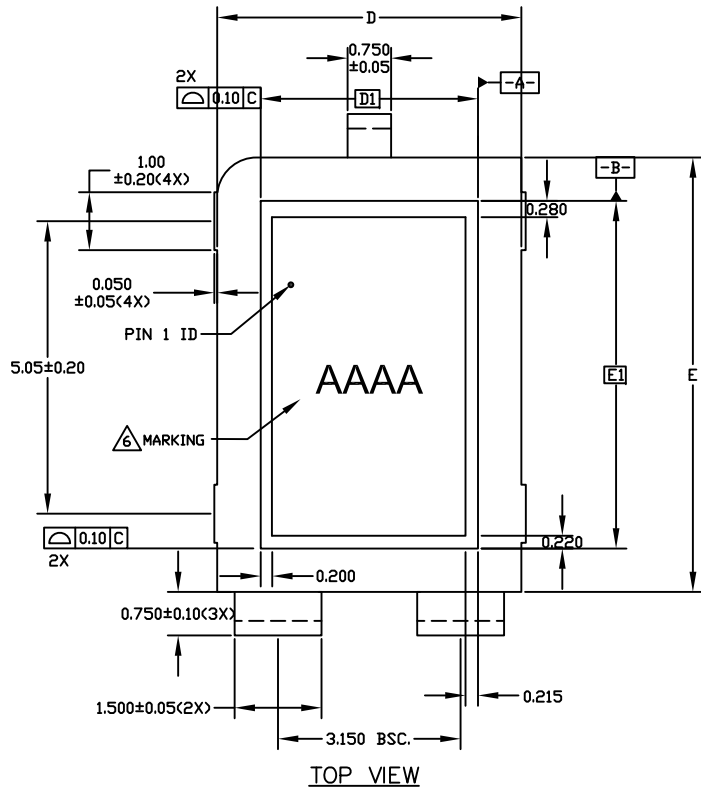 D
0.750
±0.05
2X
0.10 C
D1
-A-
1.00
±0.20(4X)
-B-
0.280
0.050
±0.05(4X)
PIN 1 ID
5.05±0.20
AAAA
E1
E
6 MARKING
0.10 C
2X
0.220
0.200
0.750±0.10(3X)
1.500±0.05(2X)
0.215
3.150 BSC.
TOP VIEW